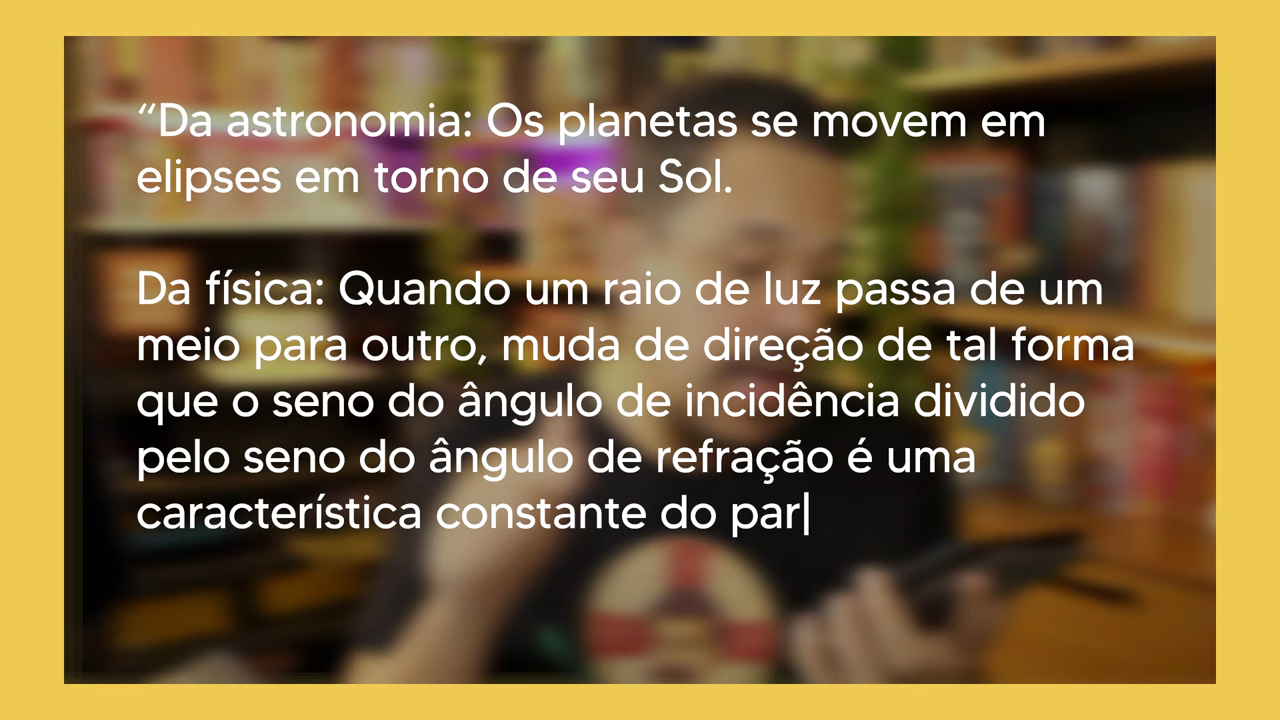 “Da astronomia: Os planetas se movem em
elipses em torno de seu Sol.
Da física: Quando um raio de luz passa de um
meio para outro, muda de direção de tal forma
que o seno do ângulo de incidência dividido
pelo seno do ângulo de refração é uma
característica constante do par|